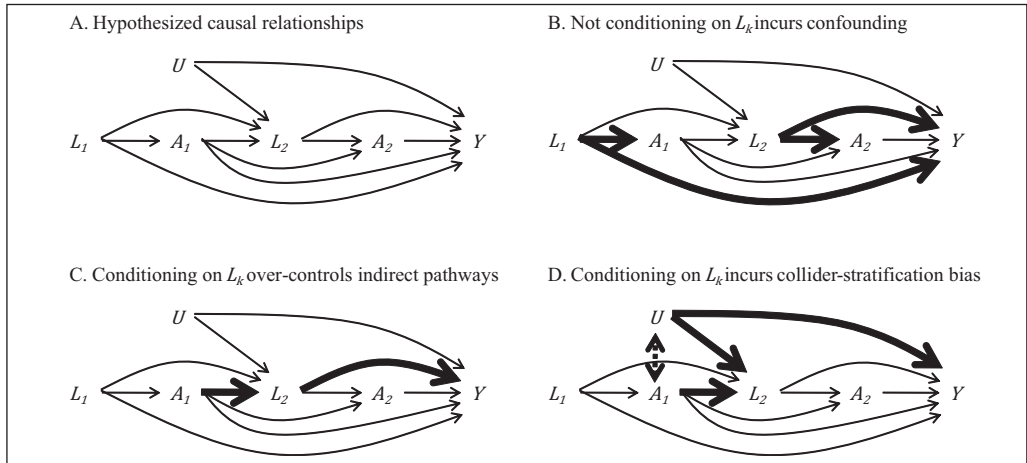 A. Hypothesized causal relationships
U
L₁ A₁ L₂ A₂ Y
B. Not conditioning on Lₖ incurs confounding
U
L₁ A₁ L₂ A₂ Y
C. Conditioning on Lₖ over-controls indirect pathways
U
L₁ A₁ L₂ A₂ Y
D. Conditioning on Lₖ incurs collider-stratification bias
U
L₁ A₁ L₂ A₂ Y